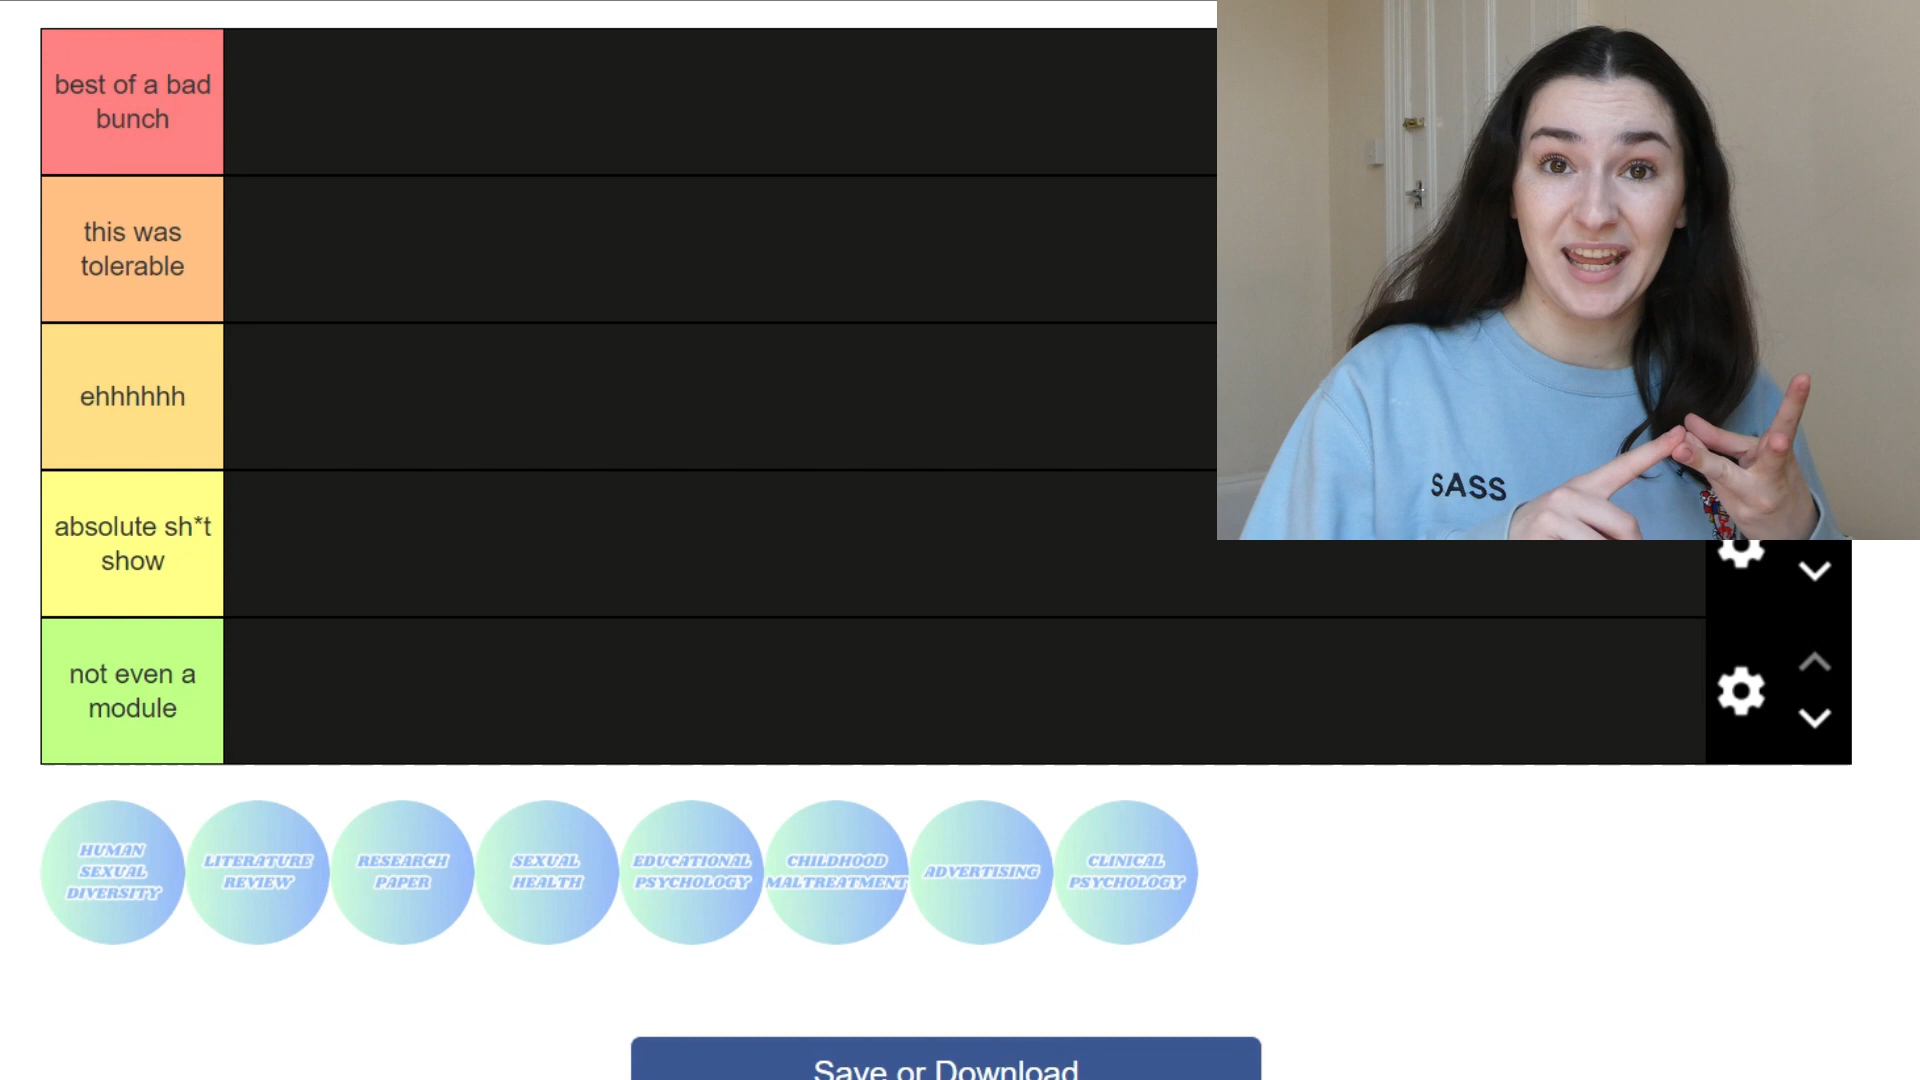 best of a bad
bunch
this was
tolerable
ehhhhhh
absolute sh*t
show
not even a
module
SASS
HUMAN
SEXUAL
DIVERSITY
LITERATURE
REVIEW
RESEARCH
PAPER
SEXUAL
HEALTH
EDUCATIONAL
PSYCHOLOGY
CHILDHOOD
MALTREATMENT
ADVERTISING
CLINICAL
PSYCHOLOGY
Save or Download